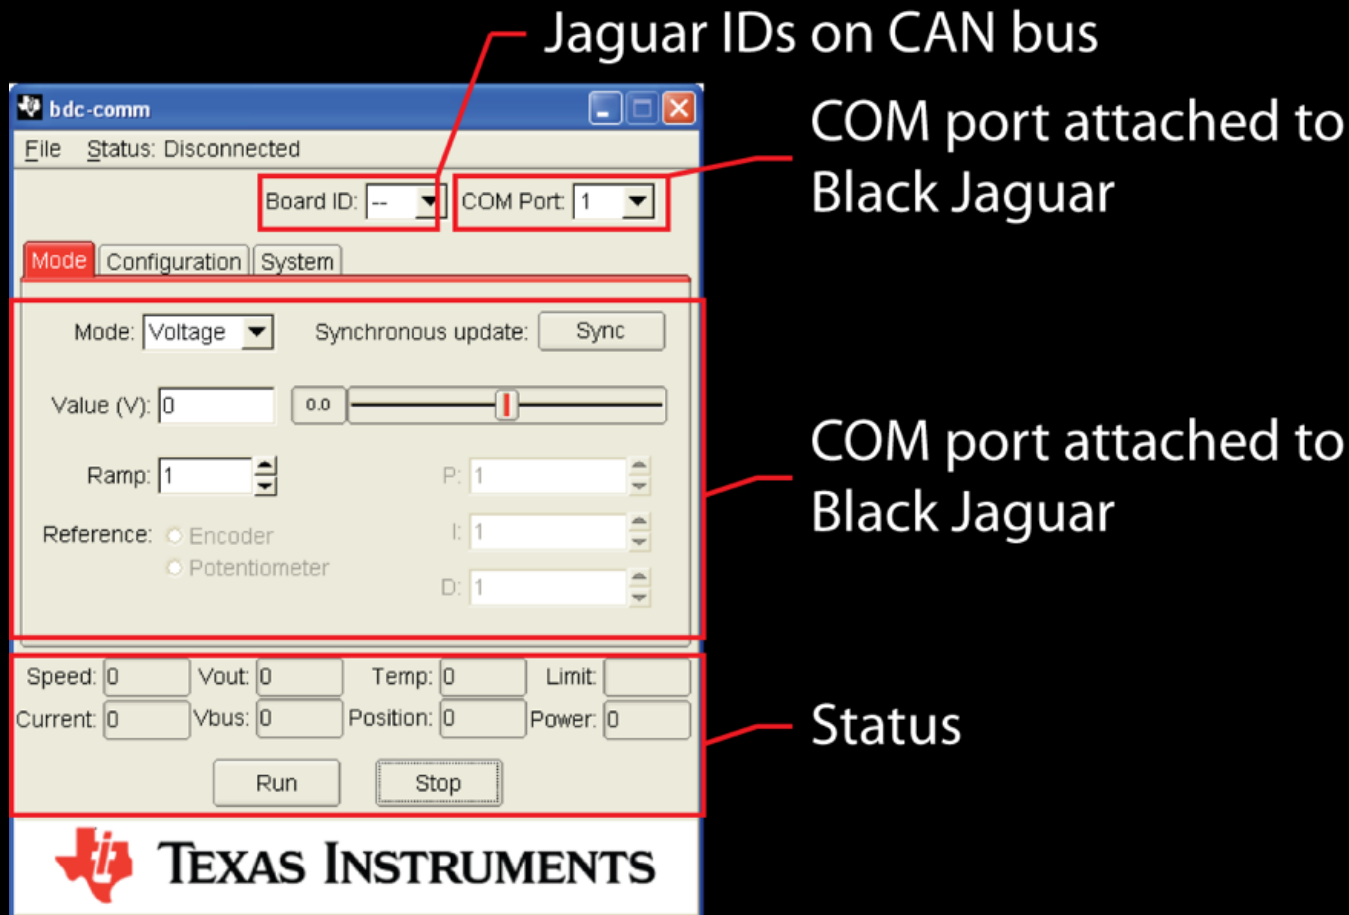 Jaguar IDs on CAN bus
bdc-comm
COM port attached to
Black Jaguar
File Status: Disconnected
Board ID: -- COM Port: 1
Mode Configuration System
Mode: Voltage Synchronous update: Sync
Value (V): 0 0.0
COM port attached to
Black Jaguar
Ramp: 1 P: 1
Reference: Encoder I: 1
Potentiometer
D: 1
Speed: 0 Vout: 0 Temp: 0 Limit:
Current: 0 Vbus: 0 Position: 0 Power: 0
Status
Run Stop
TEXAS INSTRUMENTS